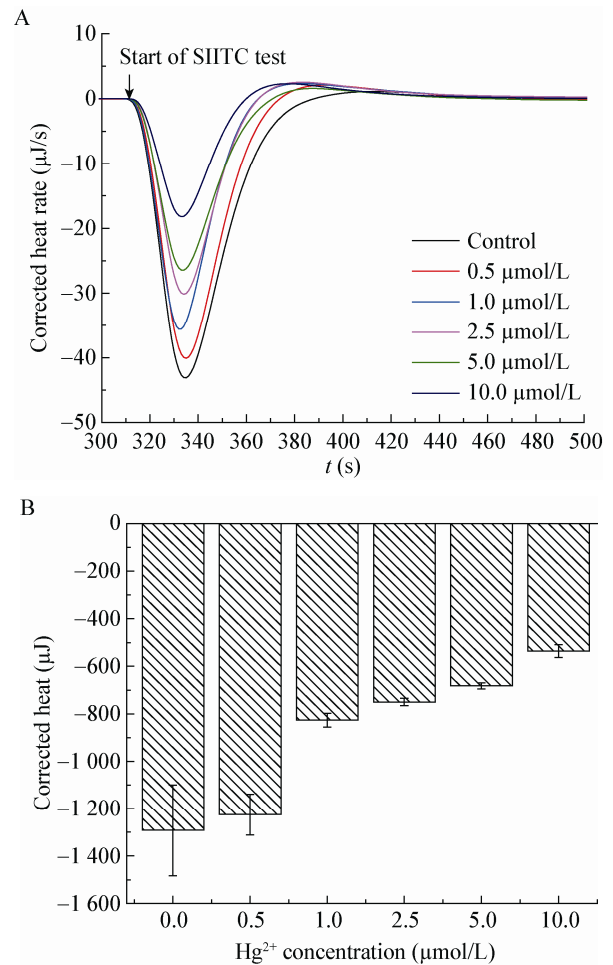 A
Start of SIITC test
Corrected heat rate (μJ/s)
10
0
–10
–20
–30
–40
–50
Control
0.5 μmol/L
1.0 μmol/L
2.5 μmol/L
5.0 μmol/L
10.0 μmol/L
300 320 340 360 380 400 420 440 460 480 500
t (s)
B
Corrected heat (μJ)
0
–200
–400
–600
–800
–1 000
–1 200
–1 400
–1 600
0.0 0.5 1.0 2.5 5.0 10.0
Hg²⁺ concentration (μmol/L)